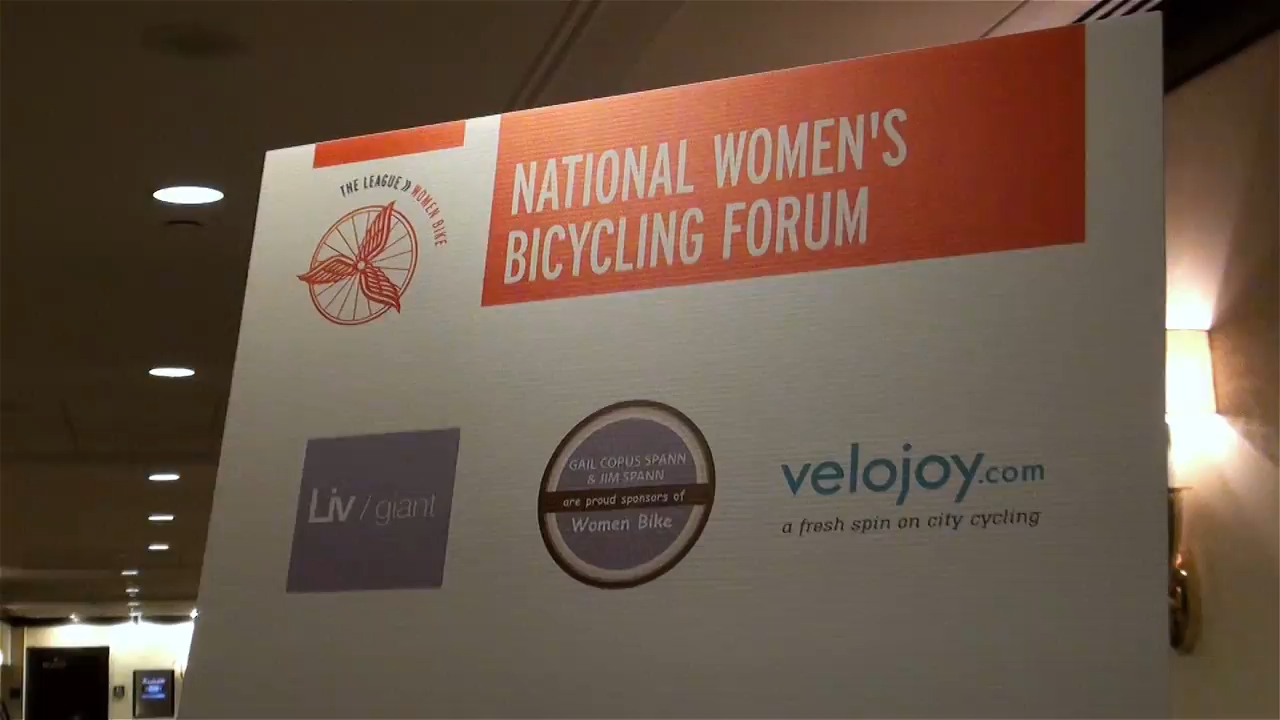 THE LEAGUE» WOMEN BIKE
NATIONAL WOMEN'S
BICYCLING FORUM
Liv / giant
GAIL COPUS SPANN
& JIM SPANN
are proud sponsors of
Women Bike
velojoy.com
a fresh spin on city cycling